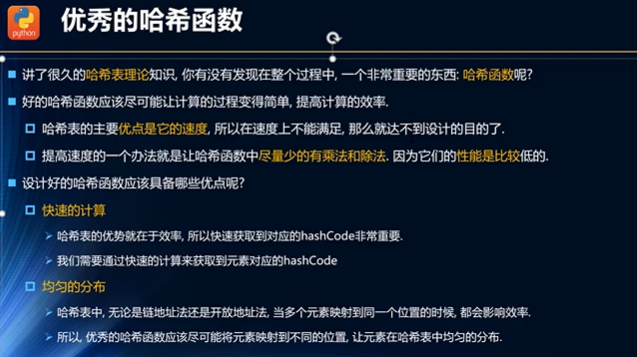 python
优秀的哈希函数
讲了很久的哈希表理论知识, 你有没有发现在整个过程中, 一个非常重要的东西: 哈希函数呢?
好的哈希函数应该尽可能让计算的过程变得简单, 提高计算的效率.
哈希表的主要优点是它的速度, 所以在速度上不能满足, 那么就达不到设计的目的了.
提高速度的一个办法就是让哈希函数中尽量少的有乘法和除法. 因为它们的性能是比较低的.
设计好的哈希函数应该具备哪些优点呢?
快速的计算
哈希表的优势就在于效率, 所以快速获取到对应的hashCode非常重要.
我们需要通过快速的计算来获取到元素对应的hashCode
均匀的分布
哈希表中, 无论是链地址法还是开放地址法, 当多个元素映射到同一个位置的时候, 都会影响效率.
所以, 优秀的哈希函数应该尽可能将元素映射到不同的位置, 让元素在哈希表中均匀的分布.